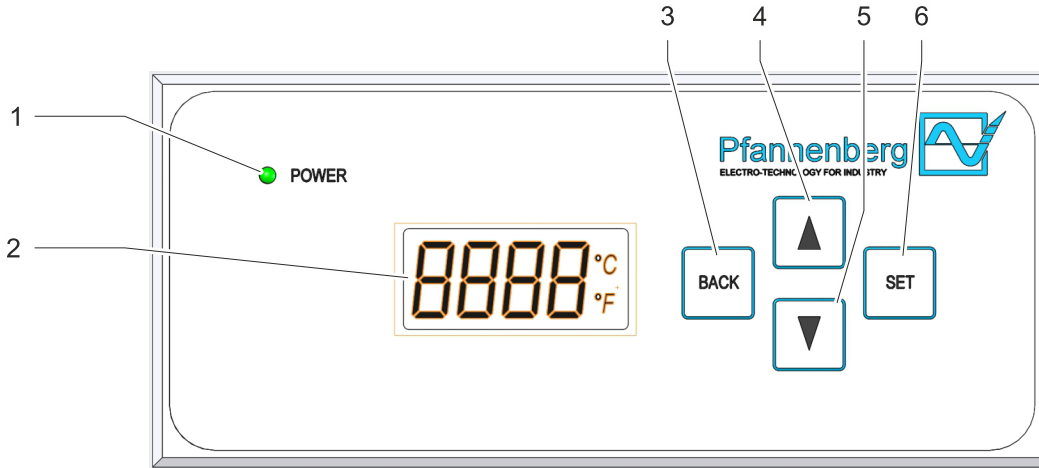 3 4 5 6
1
Pfannenberg
ELECTRO-TECHNOLOGY FOR INDUSTRY
POWER
2
8888 °C
°F
BACK
SET